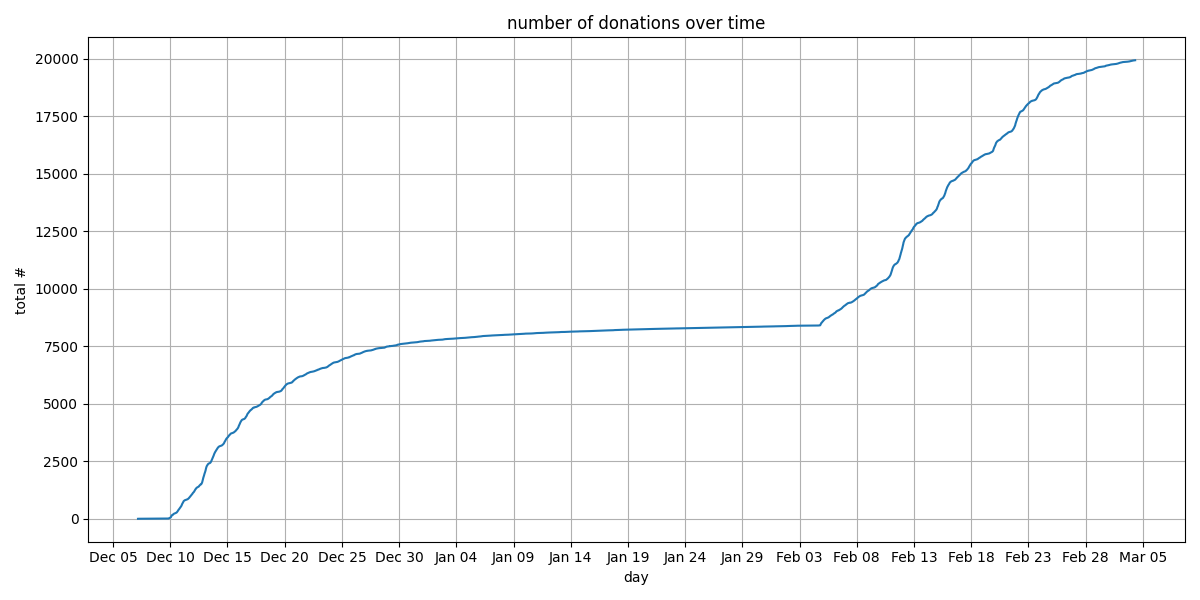 number of donations over time
total #
20000
17500
15000
12500
10000
7500
5000
2500
0
Dec 05 Dec 10 Dec 15 Dec 20 Dec 25 Dec 30 Jan 04 Jan 09 Jan 14 Jan 19 Jan 24 Jan 29 Feb 03 Feb 08 Feb 13 Feb 18 Feb 23 Feb 28 Mar 05
day